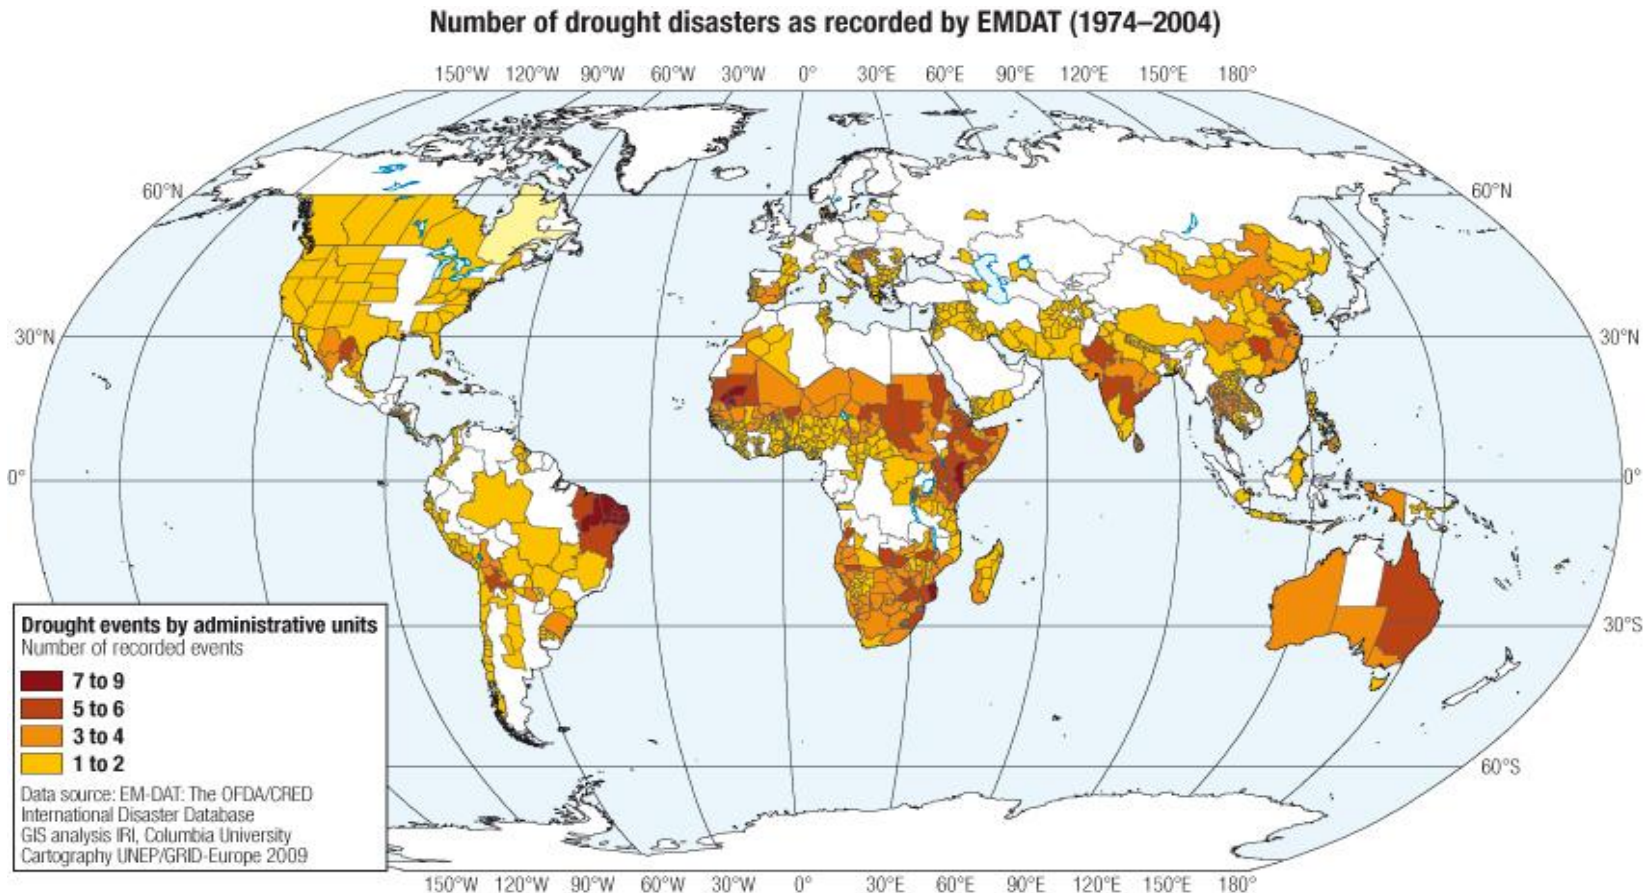 Number of drought disasters as recorded by EMDAT (1974–2004)
150°W 120°W 90°W 60°W 30°W 0° 30°E 60°E 90°E 120°E 150°E 180°
60°N 60°N
30°N 30°N
0° 0°
30°S
60°S
Drought events by administrative units
Number of recorded events
7 to 9
5 to 6
3 to 4
1 to 2
Data source: EM-DAT: The OFDA/CRED
International Disaster Database
GIS analysis IRI, Columbia University
Cartography UNEP/GRID-Europe 2009
150°W 120°W 90°W 60°W 30°W 0° 30°E 60°E 90°E 120°E 150°E 180°